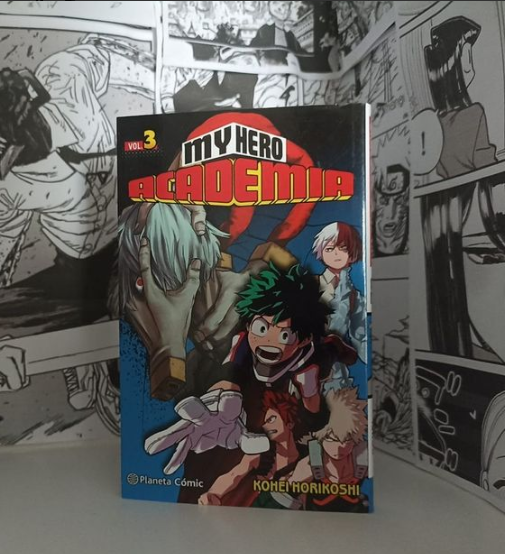 VOL. 3
MY HERO
ACADEMIA
Planeta Cómic
KOHEI HORIKOSHI
!